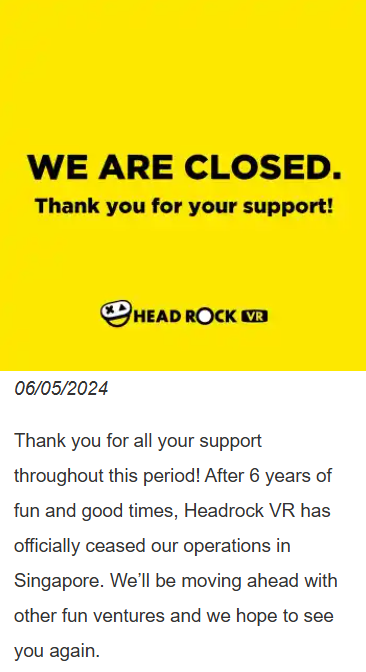 WE ARE CLOSED.
Thank you for your support!
HEAD ROCK VR
06/05/2024
Thank you for all your support
throughout this period! After 6 years of
fun and good times, Headrock VR has
officially ceased our operations in
Singapore. We’ll be moving ahead with
other fun ventures and we hope to see
you again.